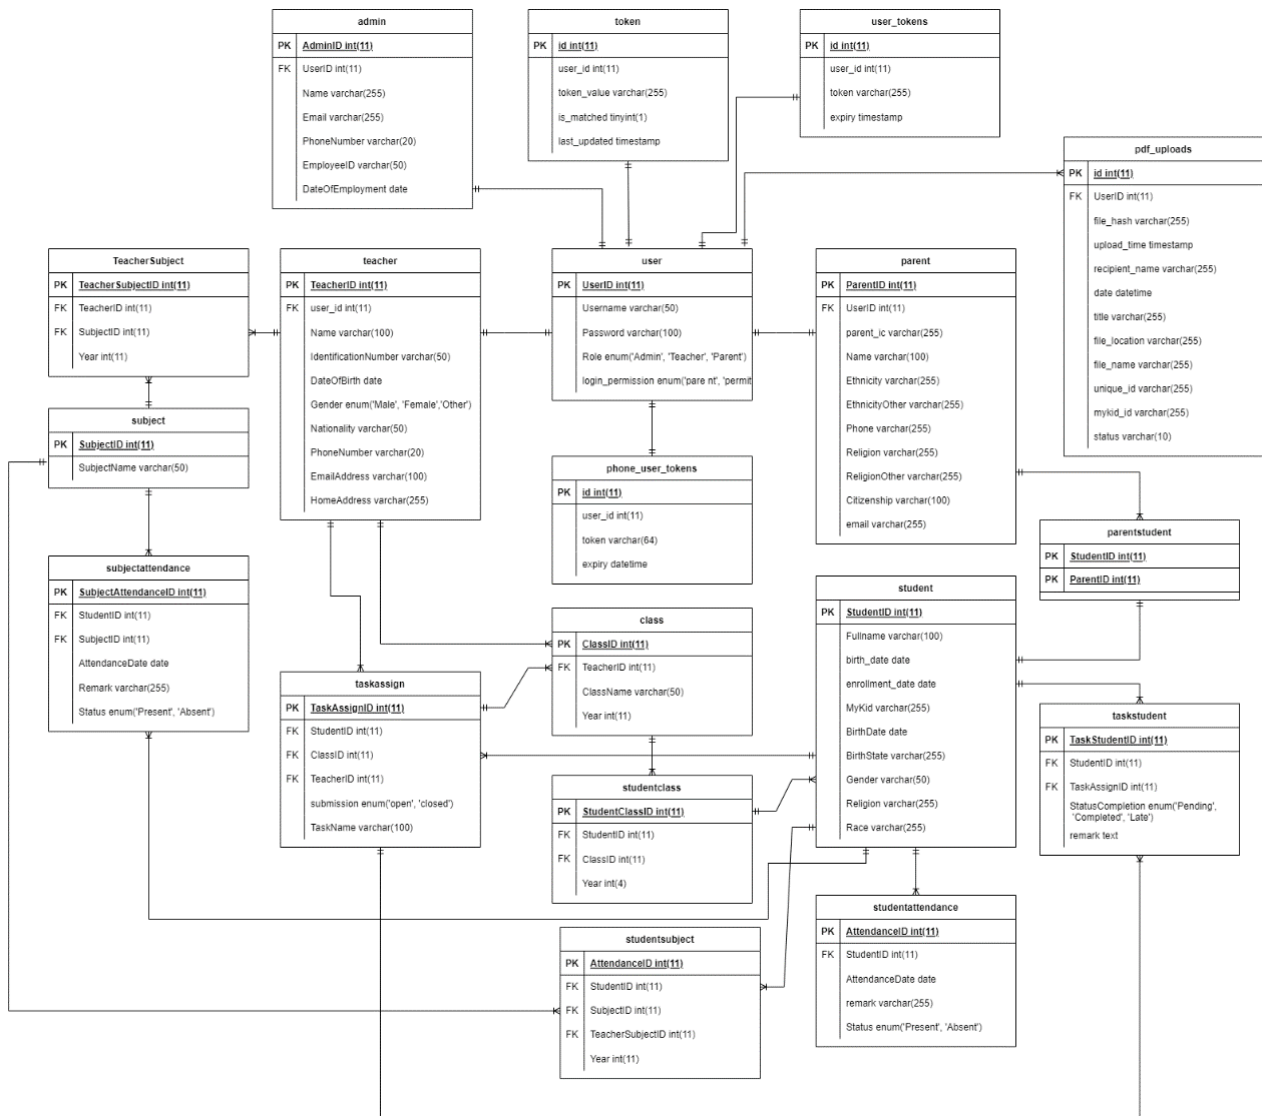 admin
PK AdminID int(11)
FK UserID int(11)
Name varchar(255)
Email varchar(255)
PhoneNumber varchar(20)
EmployeeID varchar(50)
DateOfEmployment date
token
PK id int(11)
user_id int(11)
token_value varchar(255)
is_matched tinyint(1)
last_updated timestamp
user_tokens
PK id int(11)
user_id int(11)
token varchar(255)
expiry timestamp
pdf_uploads
PK id int(11)
FK UserID int(11)
file_hash varchar(255)
upload_time timestamp
recipient_name varchar(255)
date datetime
title varchar(255)
file_location varchar(255)
file_name varchar(255)
unique_id varchar(255)
mykid_id varchar(255)
status varchar(10)
TeacherSubject
PK TeacherSubjectID int(11)
FK TeacherID int(11)
FK SubjectID int(11)
Year int(11)
teacher
PK TeacherID int(11)
FK user_id int(11)
Name varchar(100)
IdentificationNumber varchar(50)
DateOfBirth date
Gender enum('Male', 'Female','Other')
Nationality varchar(50)
PhoneNumber varchar(20)
EmailAddress varchar(100)
HomeAddress varchar(255)
user
PK UserID int(11)
Username varchar(50)
Password varchar(100)
Role enum('Admin', 'Teacher', 'Parent')
login_permission enum('pare nt', 'permit
parent
PK ParentID int(11)
FK UserID int(11)
parent_ic varchar(255)
Name varchar(100)
Ethnicity varchar(255)
EthnicityOther varchar(255)
Phone varchar(255)
Religion varchar(255)
ReligionOther varchar(255)
Citizenship varchar(100)
email varchar(255)
subject
PK SubjectID int(11)
SubjectName varchar(50)
phone_user_tokens
PK id int(11)
user_id int(11)
token varchar(64)
expiry datetime
parentstudent
PK StudentID int(11)
PK ParentID int(11)
subjectattendance
PK SubjectAttendanceID int(11)
FK StudentID int(11)
FK SubjectID int(11)
AttendanceDate date
Remark varchar(255)
Status enum('Present', 'Absent')
student
PK StudentID int(11)
Fullname varchar(100)
birth_date date
enrollment_date date
MyKid varchar(255)
BirthDate date
BirthState varchar(255)
Gender varchar(50)
Religion varchar(255)
Race varchar(255)
class
PK ClassID int(11)
FK TeacherID int(11)
ClassName varchar(50)
Year int(11)
taskassign
PK TaskAssignID int(11)
FK StudentID int(11)
FK ClassID int(11)
FK TeacherID int(11)
submission enum('open', 'closed')
TaskName varchar(100)
taskstudent
PK TaskStudentID int(11)
FK StudentID int(11)
FK TaskAssignID int(11)
StatusCompletion enum('Pending',
'Completed', 'Late')
remark text
studentclass
PK StudentClassID int(11)
FK StudentID int(11)
FK ClassID int(11)
Year int(4)
studentattendance
PK AttendanceID int(11)
FK StudentID int(11)
AttendanceDate date
remark varchar(255)
Status enum('Present', 'Absent')
studentsubject
PK AttendanceID int(11)
FK StudentID int(11)
FK SubjectID int(11)
FK TeacherSubjectID int(11)
Year int(11)